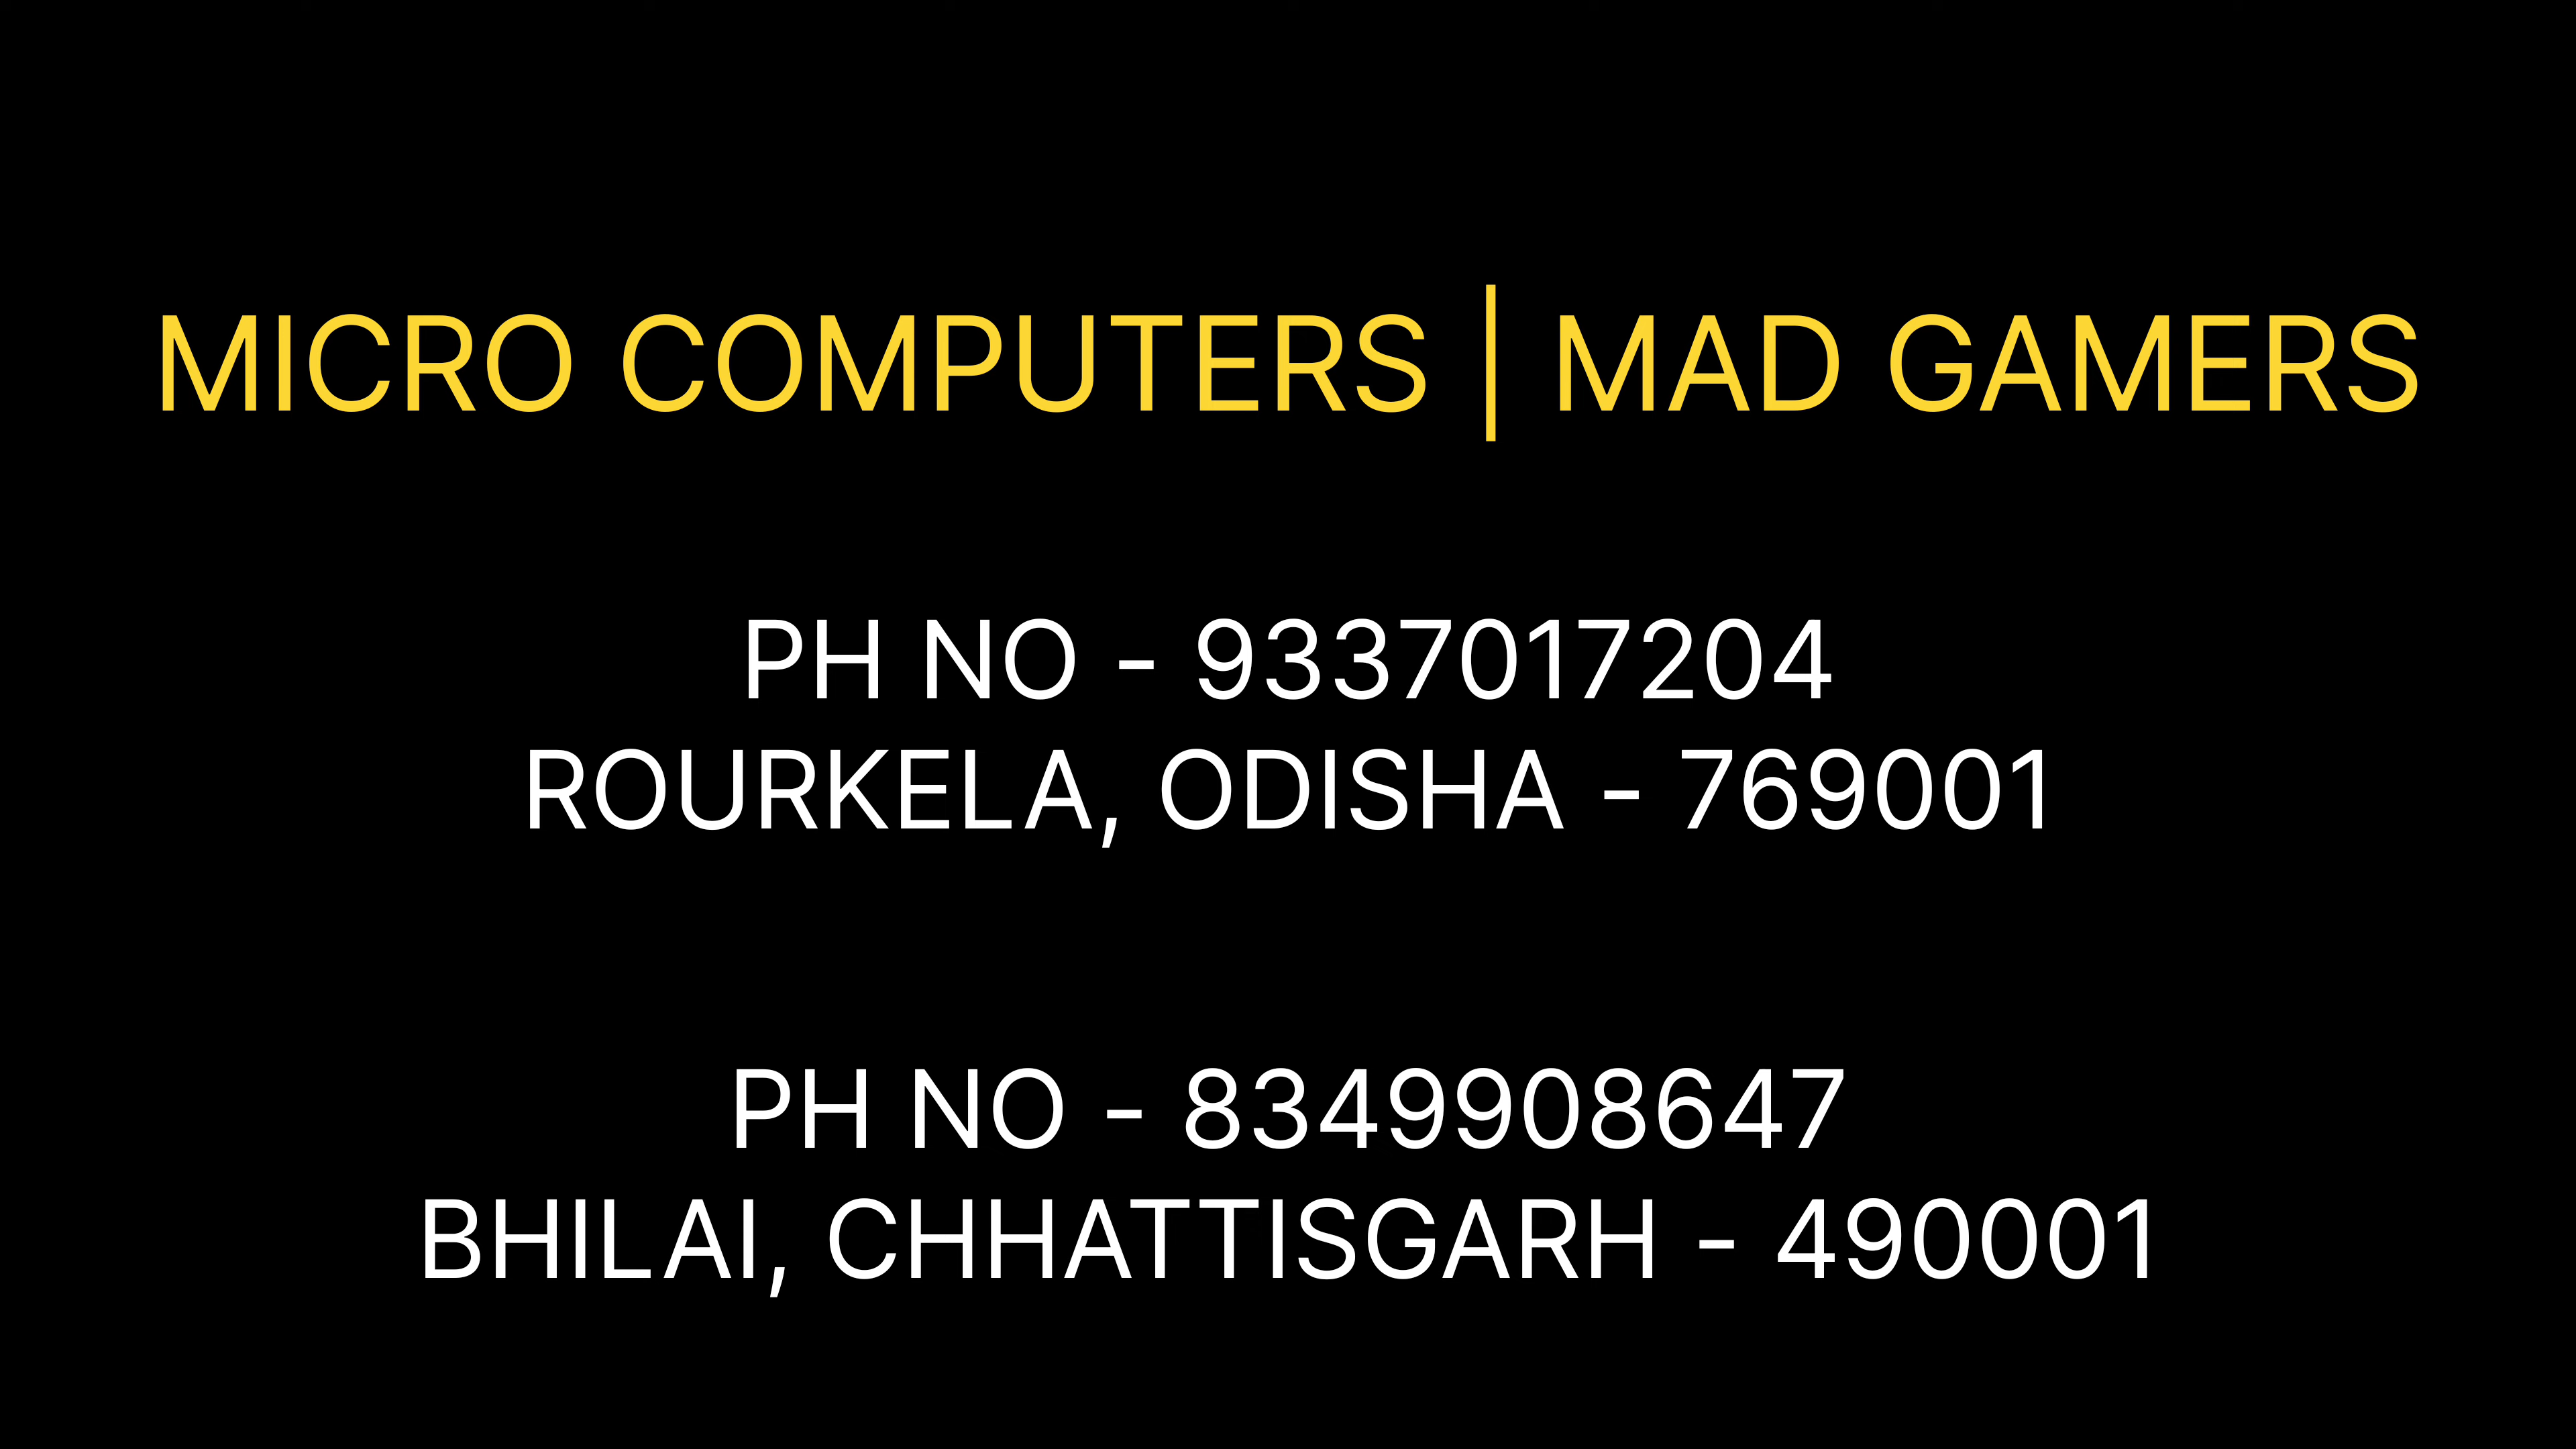 MICRO COMPUTERS | MAD GAMERS
PH NO - 9337017204
ROURKELA, ODISHA - 769001
PH NO - 8349908647
BHILAI, CHHATTISGARH - 490001